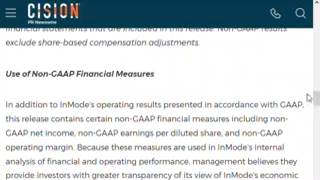 CISION
PR Newswire
financial statements that are included in this release. Non-GAAP results
exclude share-based compensation adjustments.
Use of Non-GAAP Financial Measures
In addition to InMode's operating results presented in accordance with GAAP,
this release contains certain non-GAAP financial measures including non-
GAAP net income, non-GAAP earnings per diluted share, and non-GAAP
operating margin. Because these measures are used in InMode's internal
analysis of financial and operating performance, management believes they
provide investors with greater transparency of its view of InMode's economic